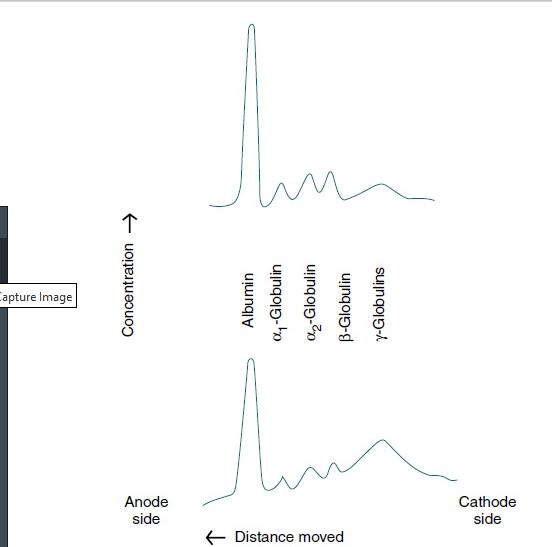 Concentration →
Capture Image
Albumin
α₁-Globulin
α₂-Globulin
β-Globulin
γ-Globulins
Anode
side
Cathode
side
← Distance moved